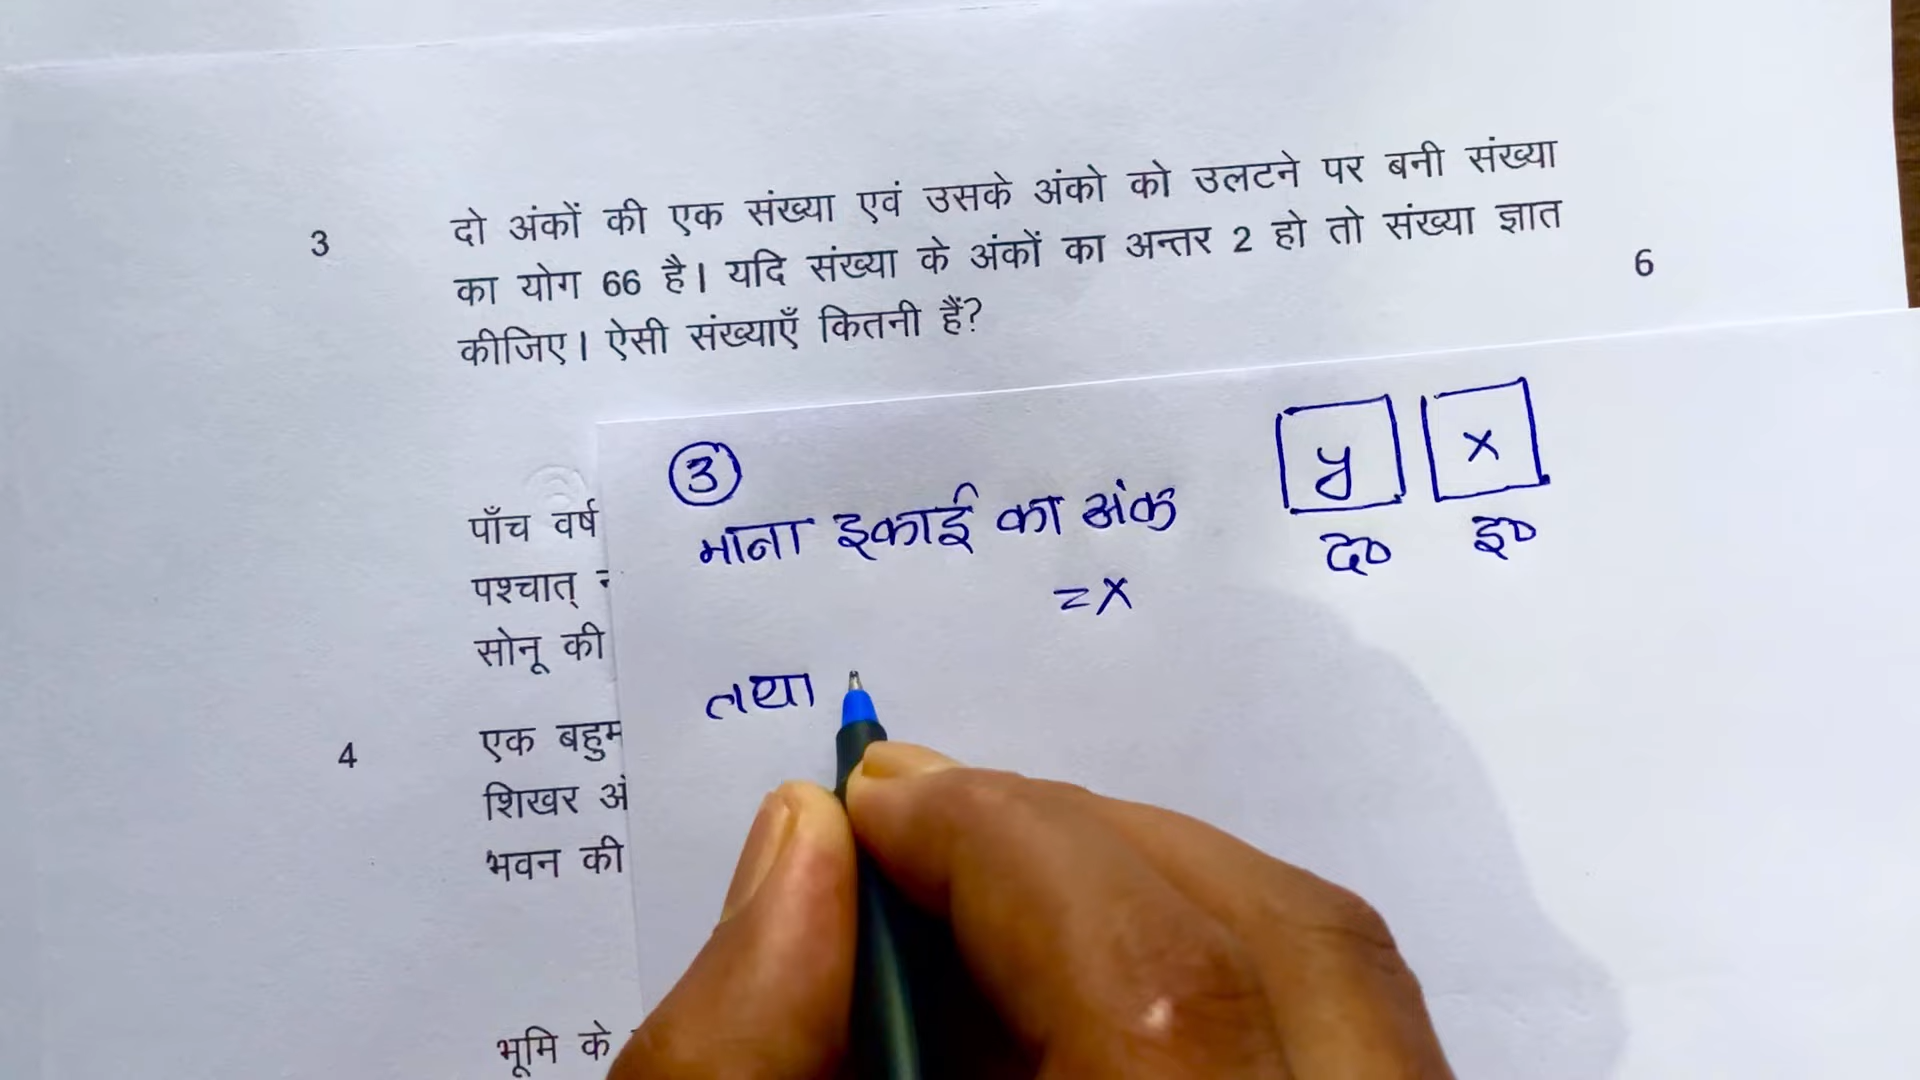 3
दो अंकों की एक संख्या एवं उसके अंको को उलटने पर बनी संख्या
का योग 66 है। यदि संख्या के अंकों का अन्तर 2 हो तो संख्या ज्ञात
कीजिए। ऐसी संख्याएँ कितनी हैं?
6
③
माना इकाई का अंक
=x
y x
द० इ०
तथा
पाँच वर्ष
पश्चात्
सोनू की
4
एक
शिखर
भवन की
भूमि के